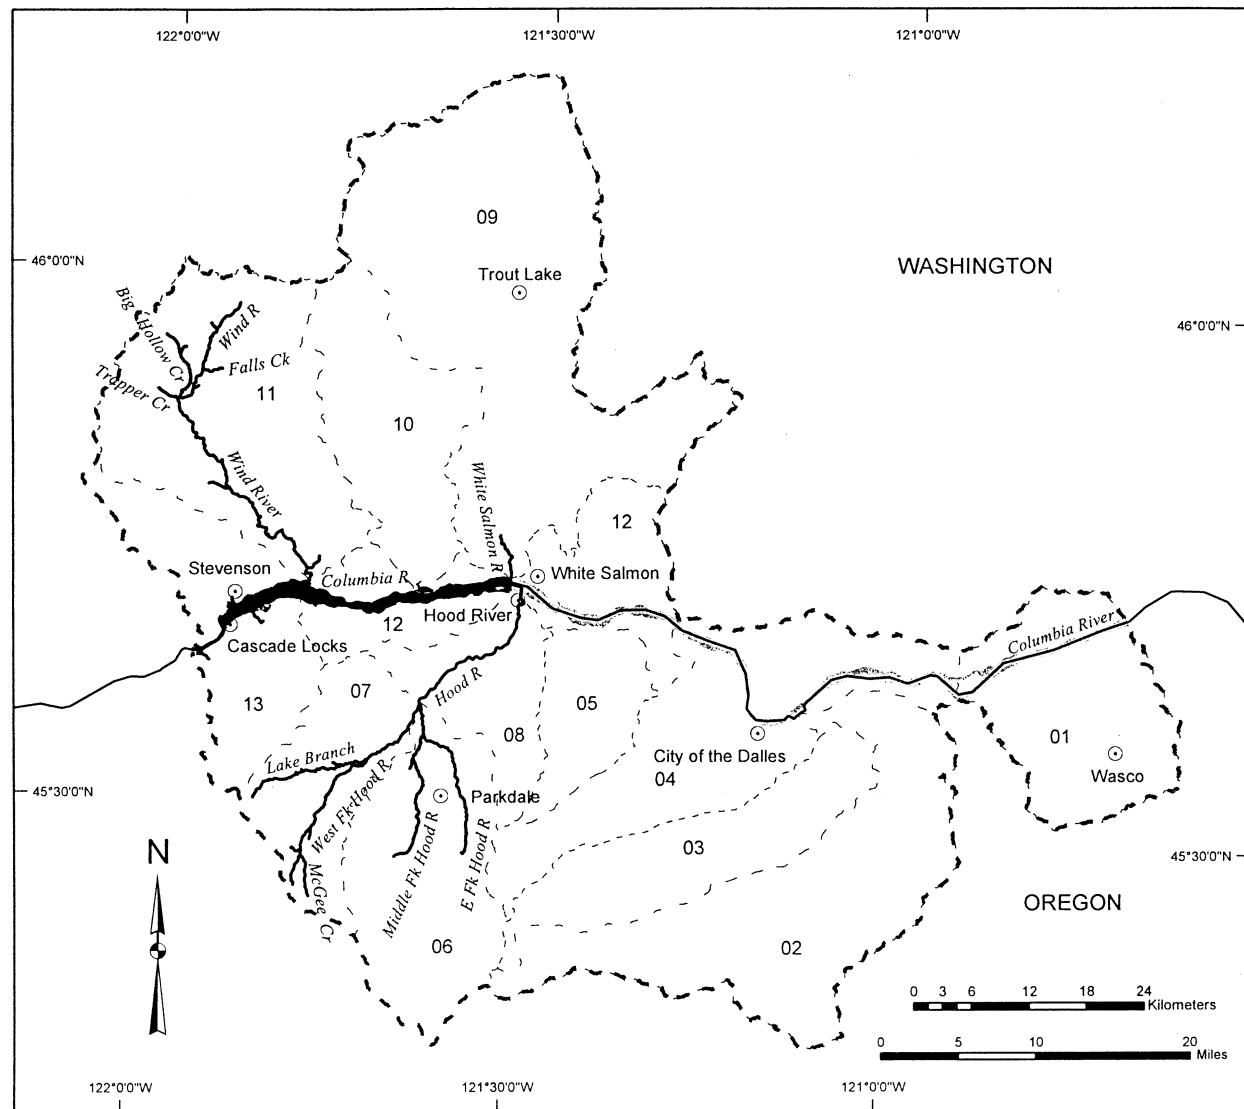 122°0'0"W
121°30'0"W
121°0'0"W
09
46°0'0"N
WASHINGTON
Trout Lake
Big Hollow Cr
Wind R
46°0'0"N
Falls Ck
Trapper Cr
11
10
Wind River
White Salmon R
12
Stevenson
Columbia R
White Salmon
Hood River
12
Cascade Locks
Columbia River
Hood R
07
13
05
08
01
Lake Branch
City of the Dalles
04
Wasco
45°30'0"N
West Fk Hood R
Parkdale
03
45°30'0"N
Middle Fk Hood R
E Fk Hood R
McGee Cr
N
OREGON
06
02
0 3 6 12 18 24
Kilometers
0 5 10 20
Miles
122°0'0"W
121°30'0"W
121°0'0"W